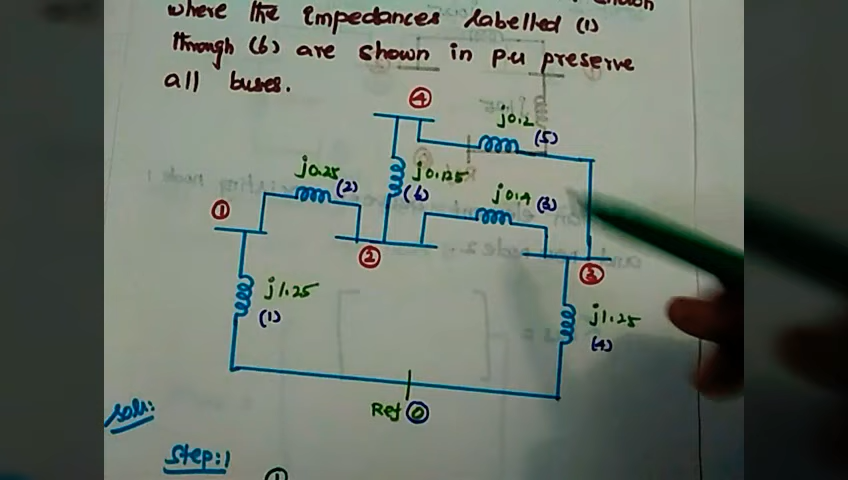 where the impedances labelled (1)
through (6) are shown in p.u preserve
all buses.
④
j0.2
(5)
j0.25
(2)
j0.125
(6)
j0.4
(3)
①
②
③
j1.25
(1)
j1.25
(4)
Ref ⓪
Soln:
Step:1
①